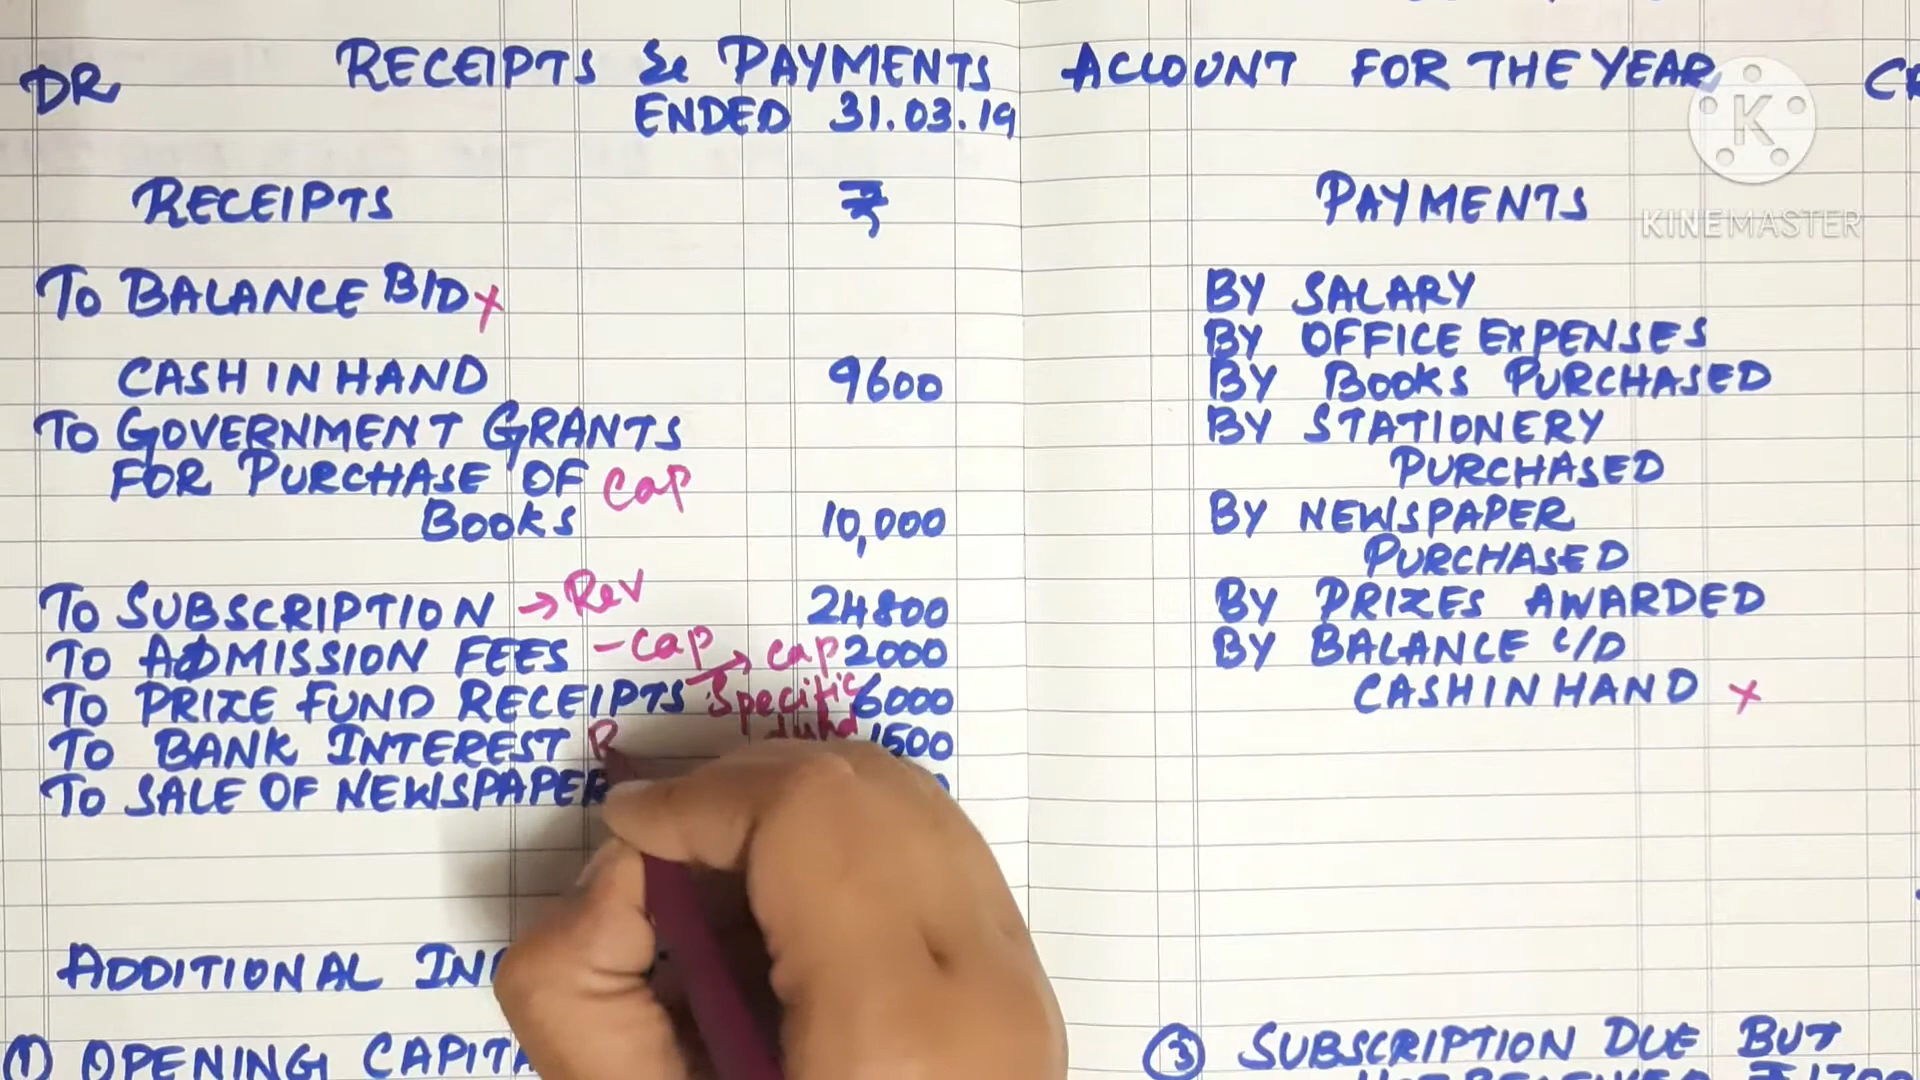 DR RECEIPTS & PAYMENTS ACCOUNT FOR THE YEAR CR
ENDED 31.03.19
RECEIPTS ₹
TO BALANCE B/D x
CASH IN HAND 9600
TO GOVERNMENT GRANTS
FOR PURCHASE OF cap
BOOKS 10,000
TO SUBSCRIPTION → Rev 24800
TO ADMISSION FEES - cap 2000
→ cap
TO PRIZE FUND RECEIPTS Specific 6000
fund
TO BANK INTEREST R 1500
TO SALE OF NEWSPAPER
ADDITIONAL
① OPENING
PAYMENTS
BY SALARY
BY OFFICE EXPENSES
BY BOOKS PURCHASED
BY STATIONERY
PURCHASED
BY NEWSPAPER
PURCHASED
BY PRIZES AWARDED
BY BALANCE C/D
CASH IN HAND x
③ SUBSCRIPTION DUE BUT
K
KINEMASTER